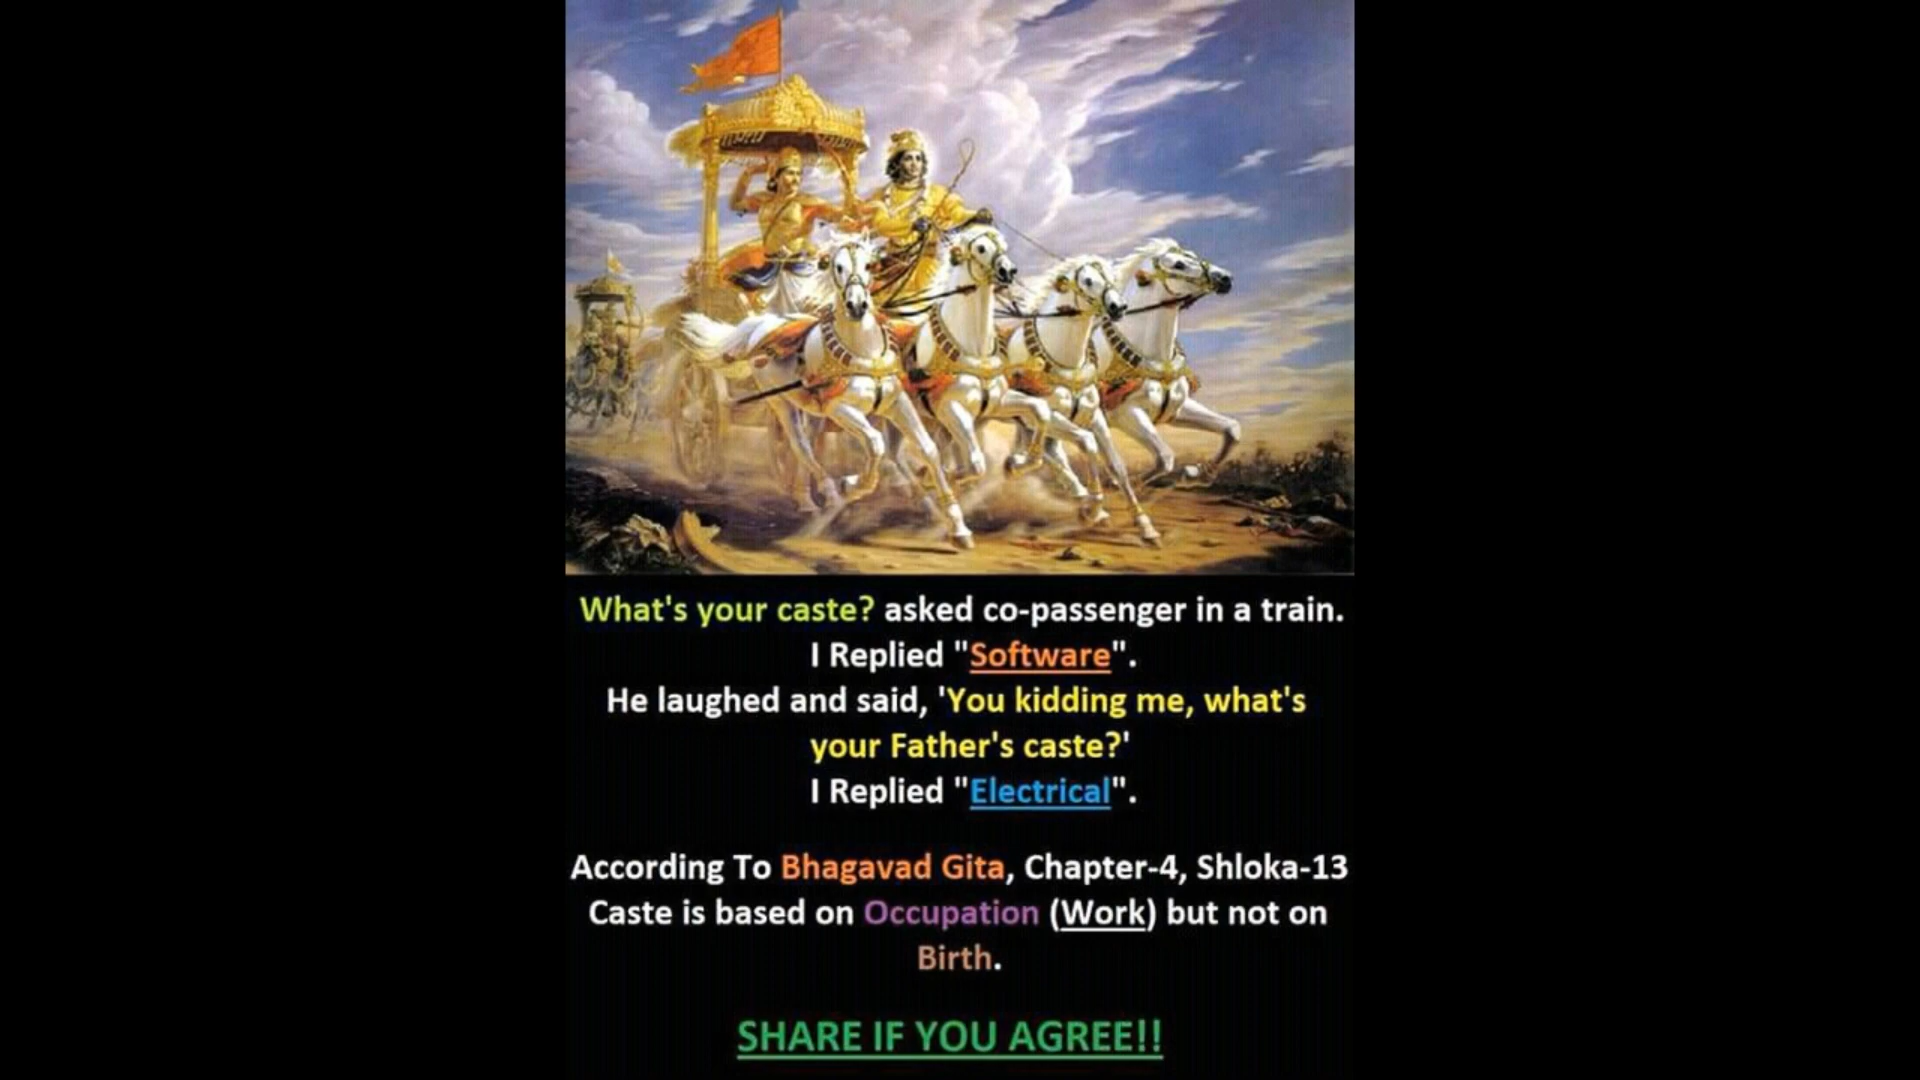 What's your caste? asked co-passenger in a train.
I Replied "Software".
He laughed and said, 'You kidding me, what's
your Father's caste?'
I Replied "Electrical".
According To Bhagavad Gita, Chapter-4, Shloka-13
Caste is based on Occupation (Work) but not on
Birth.
SHARE IF YOU AGREE!!